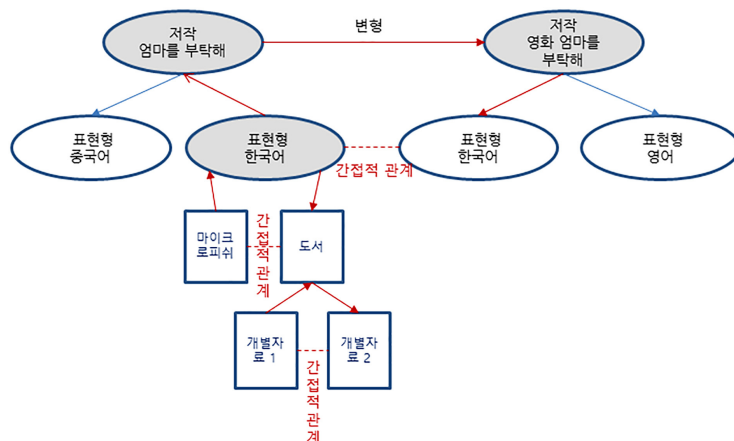 저작
엄마를 부탁해
변형
저작
영화 엄마를
부탁해
표현형
중국어
표현형
한국어
표현형
한국어
표현형
영어
간접적 관계
마이크
로피쉬
간
접
적
관
계
도서
개별자
료 1
개별자
료 2
간
접
적
관
계